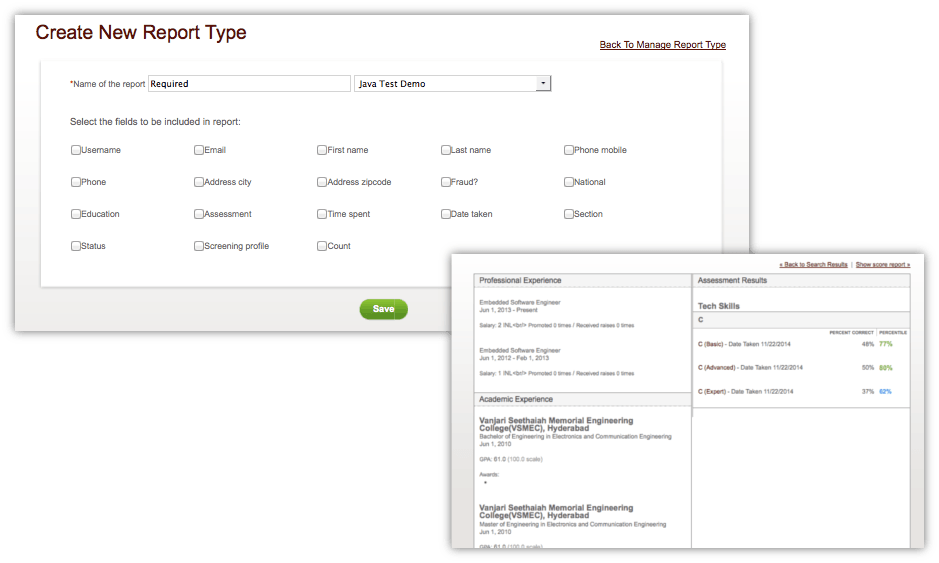 Create New Report Type
Back To Manage Report Type
*Name of the report Required Java Test Demo
Select the fields to be included in report:
Username Email First name Last name Phone mobile
Phone Address city Address zipcode Fraud? National
Education Assessment Time spent Date taken Section
Status Screening profile Count
Save
« Back to Search Results | Show score report »
Professional Experience
Embedded Software Engineer
Jun 1, 2013 - Present
Salary: 2 INL<br/> Promoted 0 times / Received raises 0 times
Embedded Software Engineer
Jun 1, 2012 - Feb 1, 2013
Salary: 1 INL<br/> Promoted 0 times / Received raises 0 times
Academic Experience
Vanjari Seethaiah Memorial Engineering
College(VSMEC), Hyderabad
Bachelor of Engineering in Electronics and Communication Engineering
Jun 1, 2010
GPA: 61.0 (100.0 scale)
Awards:
•
Vanjari Seethaiah Memorial Engineering
College(VSMEC), Hyderabad
Master of Engineering in Electronics and Communication Engineering
Jun 1, 2010
GPA: 61.0 (100.0 scale)
Assessment Results
Tech Skills
C
PERCENT CORRECT | PERCENTILE
C (Basic) - Date Taken 11/22/2014 48% 77%
C (Advanced) - Date Taken 11/22/2014 50% 80%
C (Expert) - Date Taken 11/22/2014 37% 62%